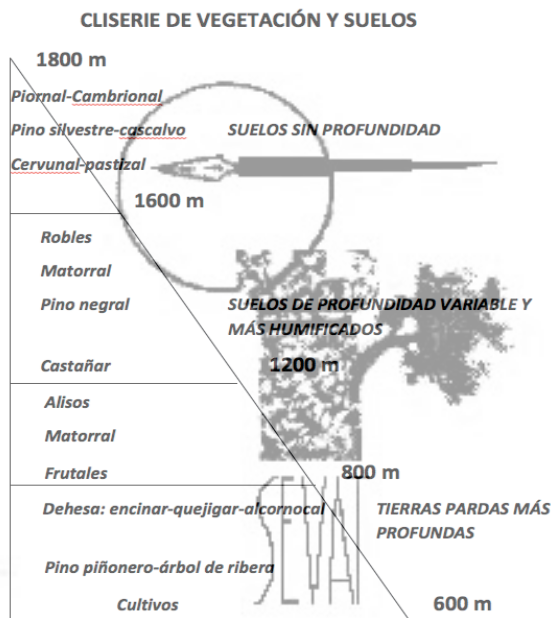 CLISERIE DE VEGETACIÓN Y SUELOS
1800 m
Piornal-Cambrional
Pino silvestre-cascalvo SUELOS SIN PROFUNDIDAD
Cervunal-pastizal
1600 m
Robles
Matorral
Pino negral SUELOS DE PROFUNDIDAD VARIABLE Y
MÁS HUMIFICADOS
Castañar 1200 m
Alisos
Matorral
Frutales 800 m
Dehesa: encinar-quejigar-alcornocal TIERRAS PARDAS MÁS
PROFUNDAS
Pino piñonero-árbol de ribera
Cultivos 600 m